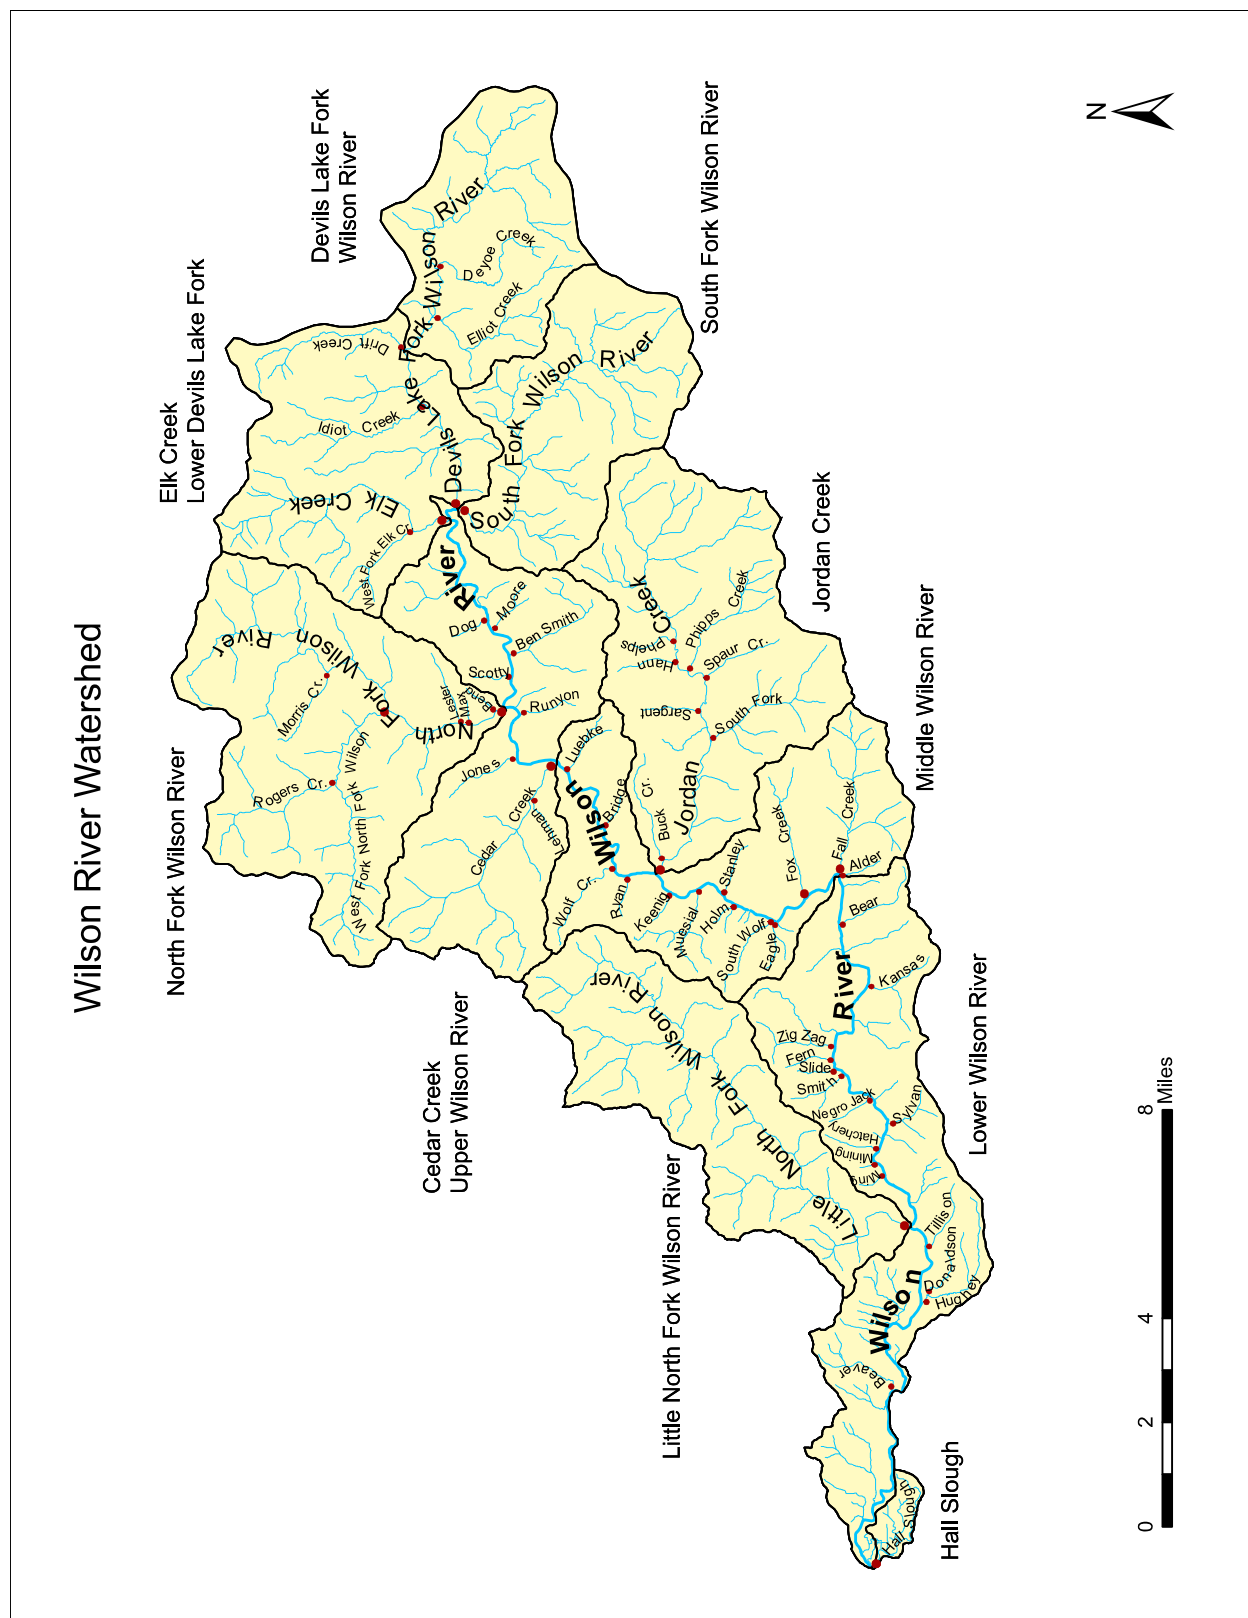 Wilson River Watershed
N
North Fork Wilson River
Elk Creek
Lower Devils Lake Fork
Devils Lake Fork
Wilson River
South Fork Wilson River
Jordan Creek
Middle Wilson River
Lower Wilson River
Cedar Creek
Upper Wilson River
Little North Fork Wilson River
Hall Slough
Devils Lake Fork Wilson River
Deyoe Creek
Elliot Creek
Drift Creek
Idiot Creek
Elk Creek
West Fork Elk Cr.
South Fork Wilson River
North Fork Wilson River
Morris Cr.
Rogers Cr.
West Fork North Fork Wilson
Lester
Max
Bend
Wilson River
Dog
Moore
Ben Smith
Scotty
Runyon
Jones
Luebke
Cedar Creek
Lehman
Bridge
Wolf Cr.
Ryan
Keenig
Buck Cr.
Jordan Creek
Phelps
Hann
Phipps Creek
Spaur Cr.
Sargent
South Fork
Muesial
Holm
Stanley
South Wolf
Eagle
Fox Creek
Fall Creek
Alder
Bear
Kansas
Wilson River
Zig Zag
Fern
Slide
Smith
Negro Jack
Sylvan
Hatchery
Mining
Ming
Little North Fork Wilson River
Tillison
Donaldson
Hughey
Beaver
Hall Slough
0 2 4 8
Miles